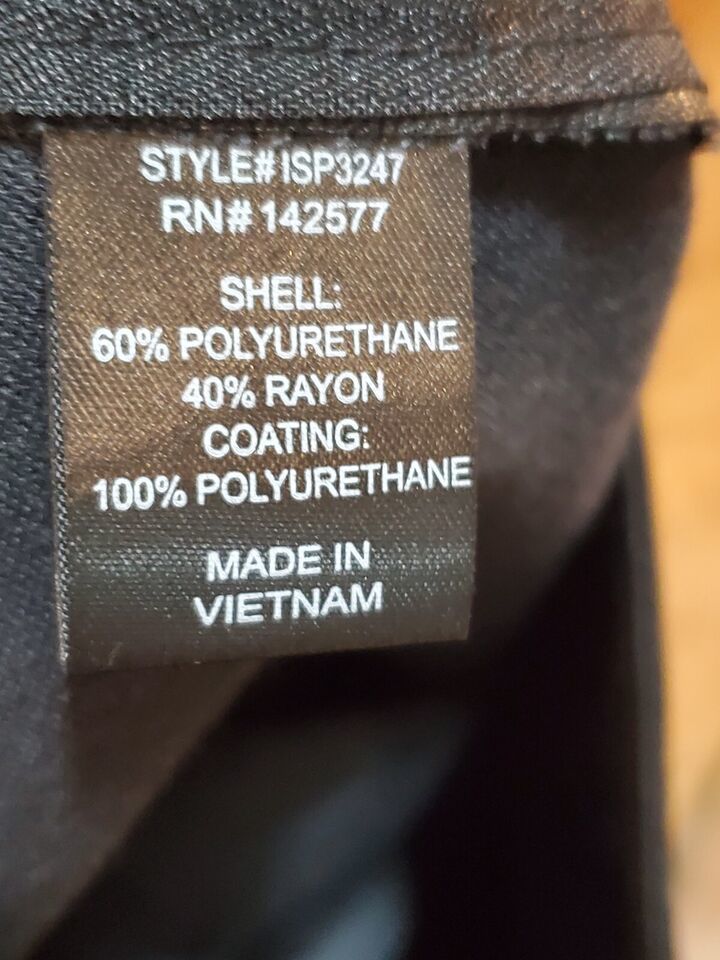 STYLE# ISP3247
RN# 142577
SHELL:
60% POLYURETHANE
40% RAYON
COATING:
100% POLYURETHANE
MADE IN
VIETNAM